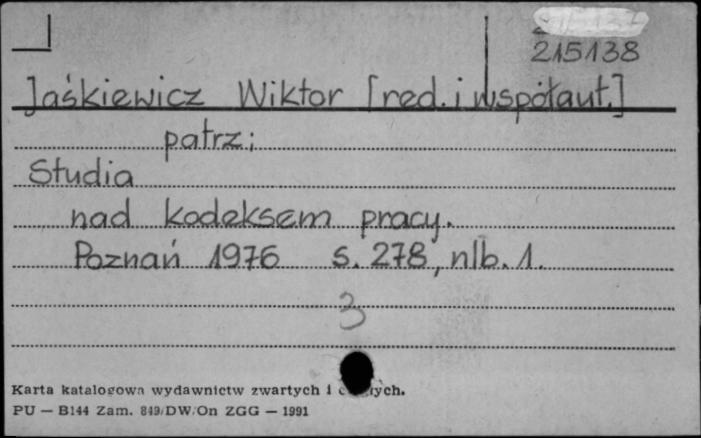 215138
Jaśkiewicz Wiktor [red. i współaut.]
patrz:
Studia
nad kodeksem pracy.
Poznań 1976 s. 278, nlb. 1.
3
Karta katalogowa wydawnictw zwartych i
PU — B144 Zam. 849/DW/On ZGG — 1991